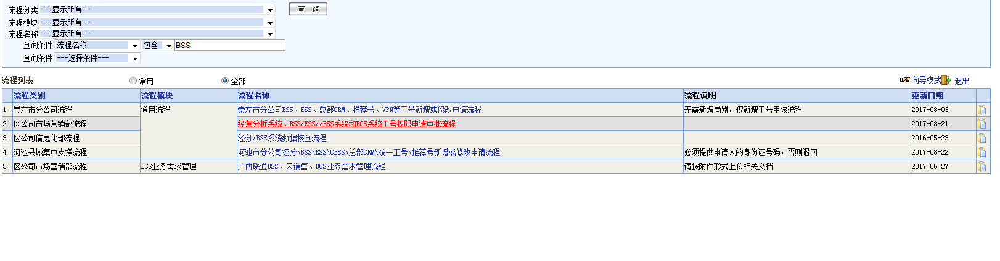 流程分类 ---显示所有--- 查 询
流程模块 ---显示所有---
流程名称 ---显示所有---
查询条件 流程名称 包含 BSS
查询条件 ---选择条件---
流程列表 常用 全部 向导模式 退出
流程类别 流程模块 流程名称 流程说明 更新日期
1 崇左市分公司流程 通用流程 崇左市分公司BSS、ESS、总部CRM、推荐号、VPN等工号新增或修改申请流程 无需新增局别，仅新增工号用该流程 2017-08-03
2 区公司市场营销部流程 经营分析系统、BSS/ESS/cBSS系统和BCS系统工号权限申请审批流程 2017-08-21
3 区公司信息化部流程 经分/BSS系统数据核查流程 2016-05-23
4 河池县域集中支撑流程 河池市分公司经分\BSS\ESS\CBSS\总部CRM\统一工号\推荐号新增或修改申请流程 必须提供申请人的身份证号码，否则退回 2017-08-22
5 区公司市场营销部流程 BSS业务需求管理 广西联通BSS、云销售、BCS业务需求管理流程 请按附件形式上传相关文档 2017-06-27